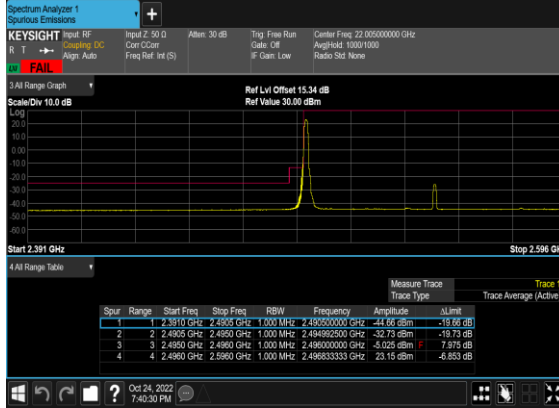 Spectrum Analyzer 1
Spurious Emissions
+
KEYSIGHT Input: RF Input Z: 50 Ω Atten: 30 dB Trig: Free Run Center Freq: 22.005000000 GHz
R T Coupling: DC Corr CCorr Gate: Off Avg|Hold: 1000/1000
Align: Auto Freq Ref: Int (S) IF Gain: Low Radio Std: None
FAIL
3 All Range Graph
Ref Lvl Offset 15.34 dB
Scale/Div 10.0 dB Ref Value 30.00 dBm
Log
20.0
10.0
0.00
-10.0
-20.0
-30.0
-40.0
-50.0
-60.0
Start 2.391 GHz Stop 2.596 GH
4 All Range Table
Measure Trace Trace 1
Trace Type Trace Average (Active
Spur Range Start Freq Stop Freq RBW Frequency Amplitude ΔLimit
1 1 2.3910 GHz 2.4905 GHz 1.000 MHz 2.490500000 GHz -44.66 dBm -19.66 dB
2 2 2.4905 GHz 2.4950 GHz 1.000 MHz 2.494992500 GHz -32.73 dBm -19.73 dB
3 3 2.4950 GHz 2.4960 GHz 1.000 MHz 2.496000000 GHz -5.025 dBm F 7.975 dB
4 4 2.4960 GHz 2.5960 GHz 1.000 MHz 2.496833333 GHz 23.15 dBm -6.853 dB
? Oct 24, 2022
7:40:30 PM